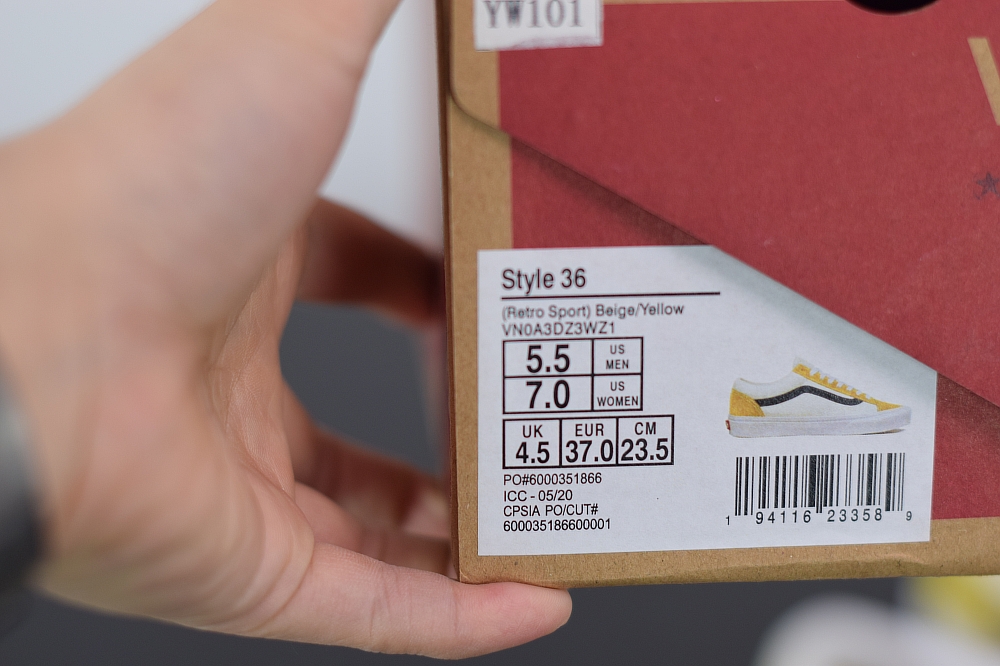 YW101
Style 36
(Retro Sport) Beige/Yellow
VN0A3DZ3WZ1
5.5 US MEN
7.0 US WOMEN
UK EUR CM
4.5 37.0 23.5
PO#6000351866
ICC - 05/20
CPSIA PO/CUT#
600035186600001
1 94116 23358 9